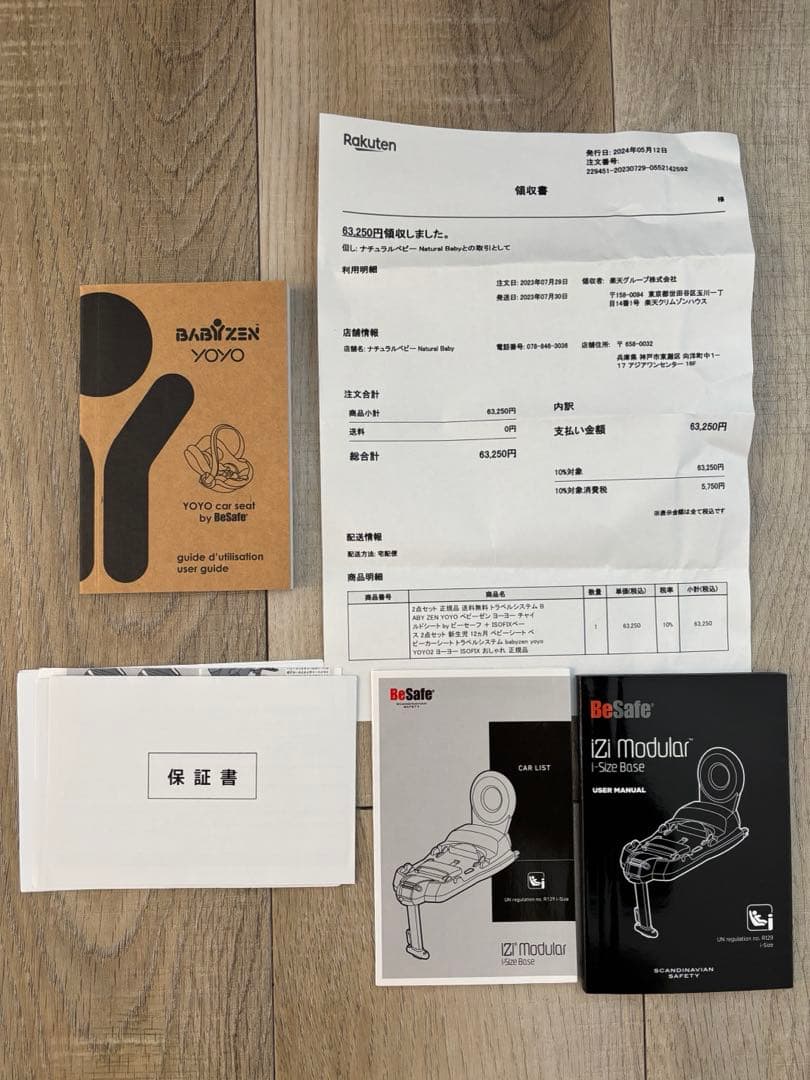 Rakuten
発行日: 2024年05月12日
注文番号:
229451-20230729-0552142592
領収書
様
63,250円領収しました。
但し: ナチュラルベビー Natural Babyとの取引として
利用明細
注文日: 2023年07月29日
発送日: 2023年07月30日
領収者: 楽天グループ株式会社
〒158-0094 東京都世田谷区玉川一丁
目14番1号 楽天クリムゾンハウス
店舗情報
店舗名: ナチュラルベビー Natural Baby
電話番号: 078-846-3036
店舗住所: 〒 658-0032
兵庫県 神戸市東灘区 向洋町中1-
17 アジアワンセンター 16F
注文合計
商品小計 63,250円
送料 0円
総合計 63,250円
内訳
支払い金額 63,250円
10%対象 63,250円
10%対象消費税 5,750円
※表示金額は全て税込です
配送情報
配送方法: 宅配便
商品明細
商品番号 商品名 数量 単価(税込) 税率 小計(税込)
2点セット 正規品 送料無料 トラベルシステム B
ABY ZEN YOYO ベビーゼン ヨーヨー チャイ
ルドシート by ビーセーフ + ISOFIXベー
ス 2点セット 新生児 12ヵ月 ベビーシート ベ
ビーカーシート トラベルシステム babyzen yoyo
YOYO2 ヨーヨー ISOFIX おしゃれ 正規品
1 63,250 10% 63,250
BABYZEN
YOYO
YOYO car seat
by BeSafe
guide d'utilisation
user guide
保証書
BeSafe
SCANDINAVIAN
SAFETY
CAR LIST
UN regulation no. R129 i-Size
iZi Modular
i-Size Base
BeSafe
iZi Modular™
i-Size Base
USER MANUAL
UN regulation no. R129
i-Size
SCANDINAVIAN
SAFETY